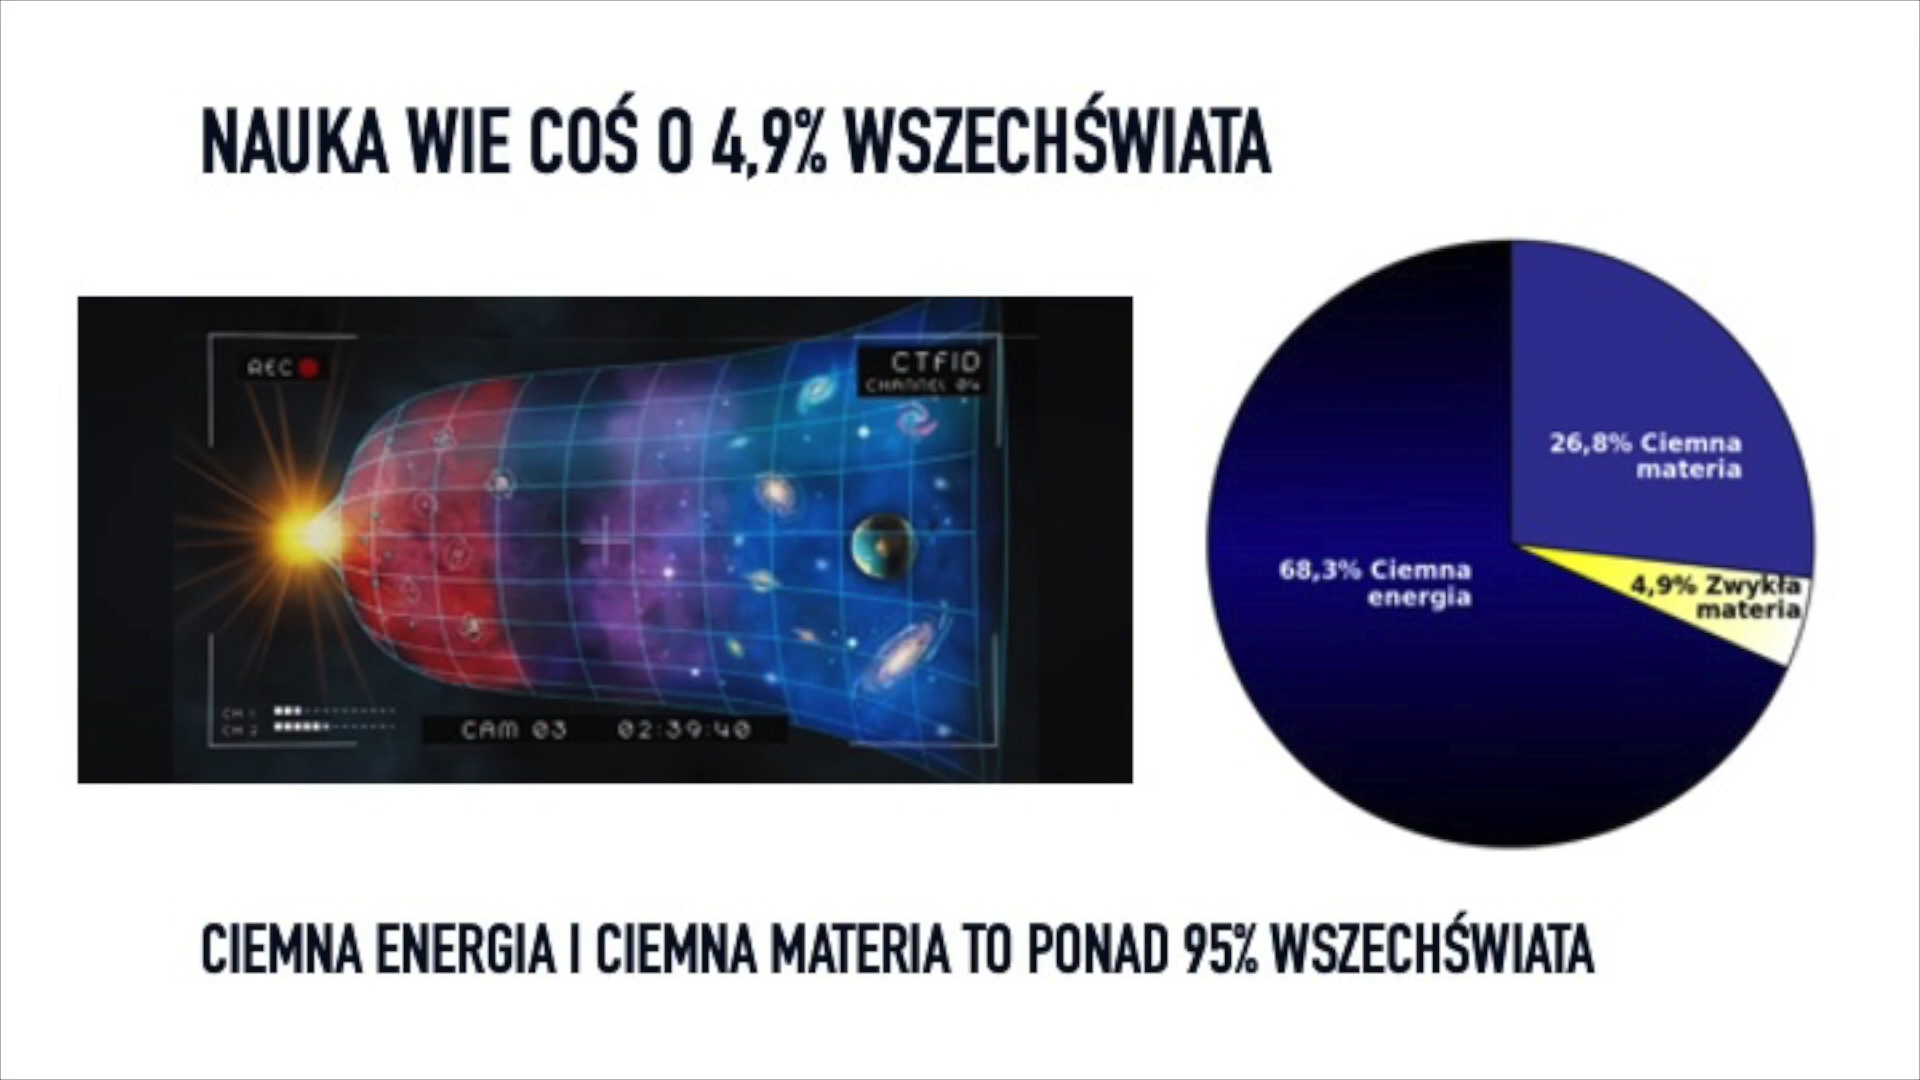 NAUKA WIE COŚ O 4,9% WSZECHŚWIATA
REC
CTFID
CHANNEL 04
CH 1
CH 2
CAM 03 02:39:40
26,8% Ciemna
materia
68,3% Ciemna
energia
4,9% Zwykła
materia
CIEMNA ENERGIA I CIEMNA MATERIA TO PONAD 95% WSZECHŚWIATA